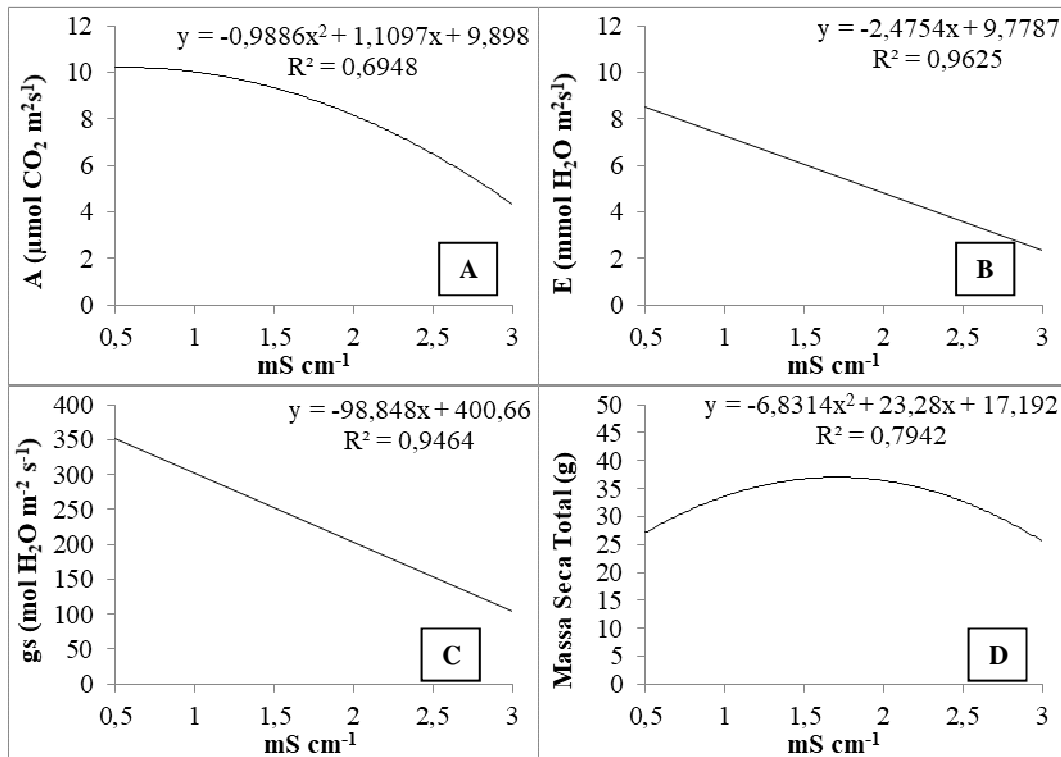 y = -0,9886x² + 1,1097x + 9,898
R² = 0,6948
A (µmol CO₂ m²s¹)
12
10
8
6
4
2
0
A
0,5 1 1,5 2 2,5 3
mS cm⁻¹
y = -2,4754x + 9,7787
R² = 0,9625
E (mmol H₂O m²s¹)
12
10
8
6
4
2
0
B
0,5 1 1,5 2 2,5 3
mS cm⁻¹
y = -98,848x + 400,66
R² = 0,9464
gs (mol H₂O m⁻² s⁻¹)
400
350
300
250
200
150
100
50
0
C
0,5 1 1,5 2 2,5 3
mS cm⁻¹
y = -6,8314x² + 23,28x + 17,192
R² = 0,7942
Massa Seca Total (g)
50
45
40
35
30
25
20
15
10
5
0
D
0,5 1 1,5 2 2,5 3
mS cm⁻¹